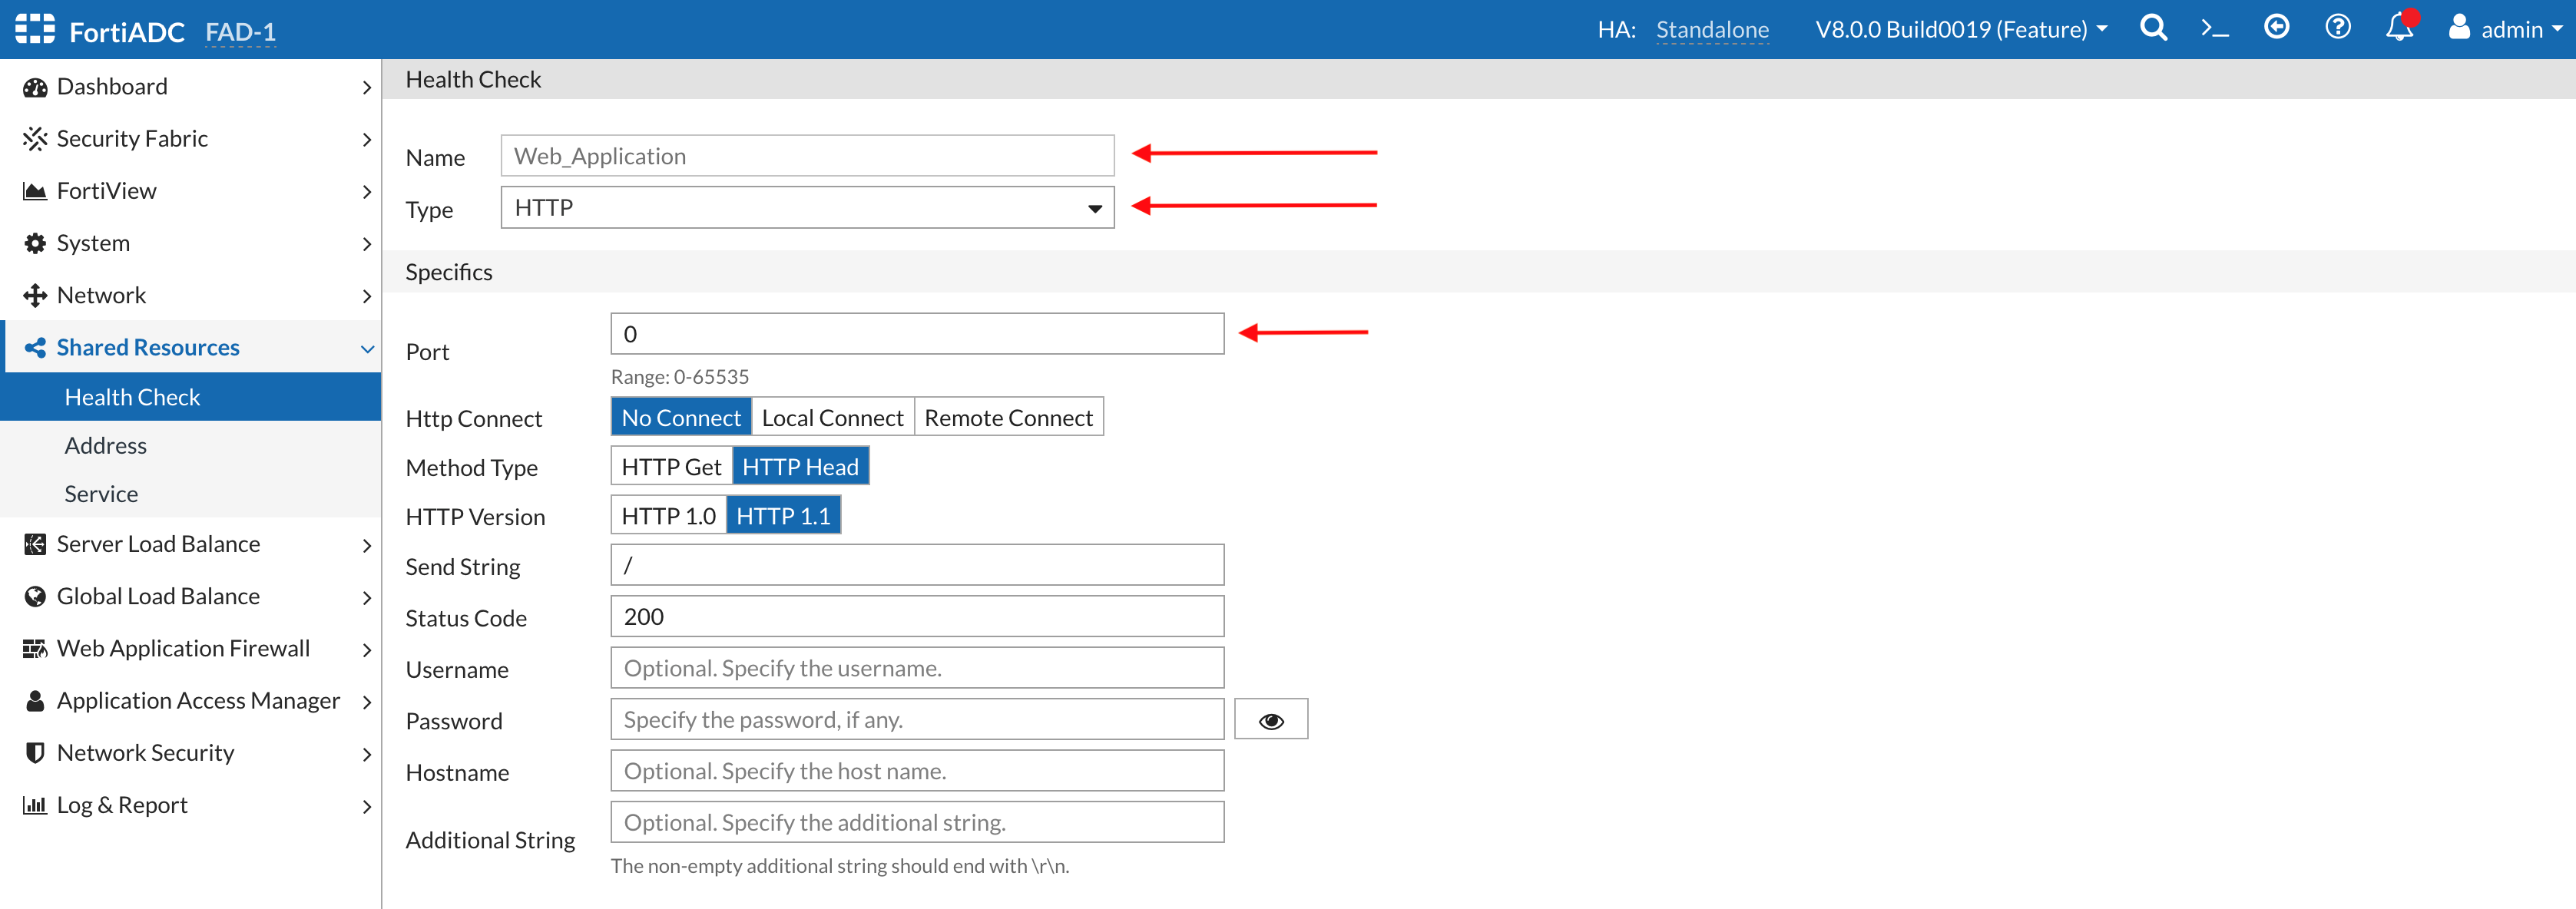 FortiADC FAD-1 HA: Standalone V8.0.0 Build0019 (Feature) admin
Dashboard
Security Fabric
FortiView
System
Network
Shared Resources
Health Check
Address
Service
Server Load Balance
Global Load Balance
Web Application Firewall
Application Access Manager
Network Security
Log & Report
Health Check
Name Web_Application
Type HTTP
Specifics
Port 0
Range: 0-65535
Http Connect No Connect Local Connect Remote Connect
Method Type HTTP Get HTTP Head
HTTP Version HTTP 1.0 HTTP 1.1
Send String /
Status Code 200
Username Optional. Specify the username.
Password Specify the password, if any.
Hostname Optional. Specify the host name.
Additional String Optional. Specify the additional string.
The non-empty additional string should end with \r\n.